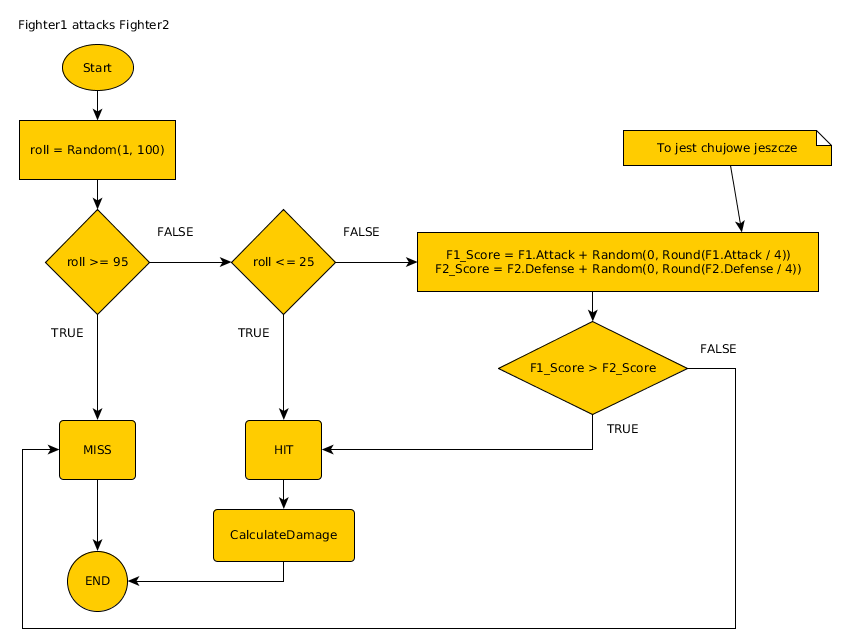 Fighter1 attacks Fighter2
Start
roll = Random(1, 100)
To jest chujowe jeszcze
roll >= 95
FALSE
roll <= 25
FALSE
F1_Score = F1.Attack + Random(0, Round(F1.Attack / 4))
F2_Score = F2.Defense + Random(0, Round(F2.Defense / 4))
TRUE
TRUE
F1_Score > F2_Score
FALSE
TRUE
MISS
HIT
CalculateDamage
END